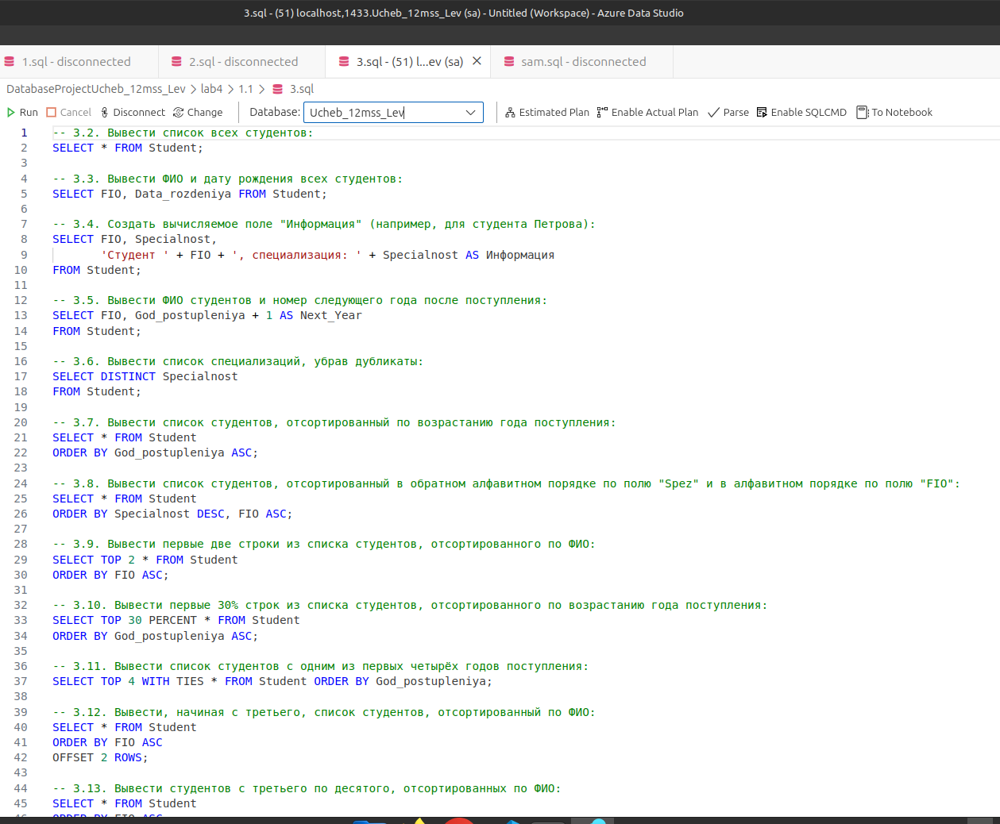 3.sql - (51) localhost,1433.Ucheb_12mss_Lev (sa) - Untitled (Workspace) - Azure Data Studio
1.sql - disconnected 2.sql - disconnected 3.sql - (51) l...ev (sa) sam.sql - disconnected
DatabaseProjectUcheb_12mss_Lev > lab4 > 1.1 > 3.sql
Run Cancel Disconnect Change Database: Ucheb_12mss_Lev Estimated Plan Enable Actual Plan Parse Enable SQLCMD To Notebook
1 -- 3.2. Вывести список всех студентов:
2 SELECT * FROM Student;
3
4 -- 3.3. Вывести ФИО и дату рождения всех студентов:
5 SELECT FIO, Data_rozdeniya FROM Student;
6
7 -- 3.4. Создать вычисляемое поле "Информация" (например, для студента Петрова):
8 SELECT FIO, Specialnost,
9 'Студент ' + FIO + ', специализация: ' + Specialnost AS Информация
10 FROM Student;
11
12 -- 3.5. Вывести ФИО студентов и номер следующего года после поступления:
13 SELECT FIO, God_postupleniya + 1 AS Next_Year
14 FROM Student;
15
16 -- 3.6. Вывести список специализаций, убрав дубликаты:
17 SELECT DISTINCT Specialnost
18 FROM Student;
19
20 -- 3.7. Вывести список студентов, отсортированный по возрастанию года поступления:
21 SELECT * FROM Student
22 ORDER BY God_postupleniya ASC;
23
24 -- 3.8. Вывести список студентов, отсортированный в обратном алфавитном порядке по полю "Spez" и в алфавитном порядке по полю "FIO":
25 SELECT * FROM Student
26 ORDER BY Specialnost DESC, FIO ASC;
27
28 -- 3.9. Вывести первые две строки из списка студентов, отсортированного по ФИО:
29 SELECT TOP 2 * FROM Student
30 ORDER BY FIO ASC;
31
32 -- 3.10. Вывести первые 30% строк из списка студентов, отсортированного по возрастанию года поступления:
33 SELECT TOP 30 PERCENT * FROM Student
34 ORDER BY God_postupleniya ASC;
35
36 -- 3.11. Вывести список студентов с одним из первых четырёх годов поступления:
37 SELECT TOP 4 WITH TIES * FROM Student ORDER BY God_postupleniya;
38
39 -- 3.12. Вывести, начиная с третьего, список студентов, отсортированный по ФИО:
40 SELECT * FROM Student
41 ORDER BY FIO ASC
42 OFFSET 2 ROWS;
43
44 -- 3.13. Вывести студентов с третьего по десятого, отсортированных по ФИО:
45 SELECT * FROM Student
46 ORDER BY FIO ASC